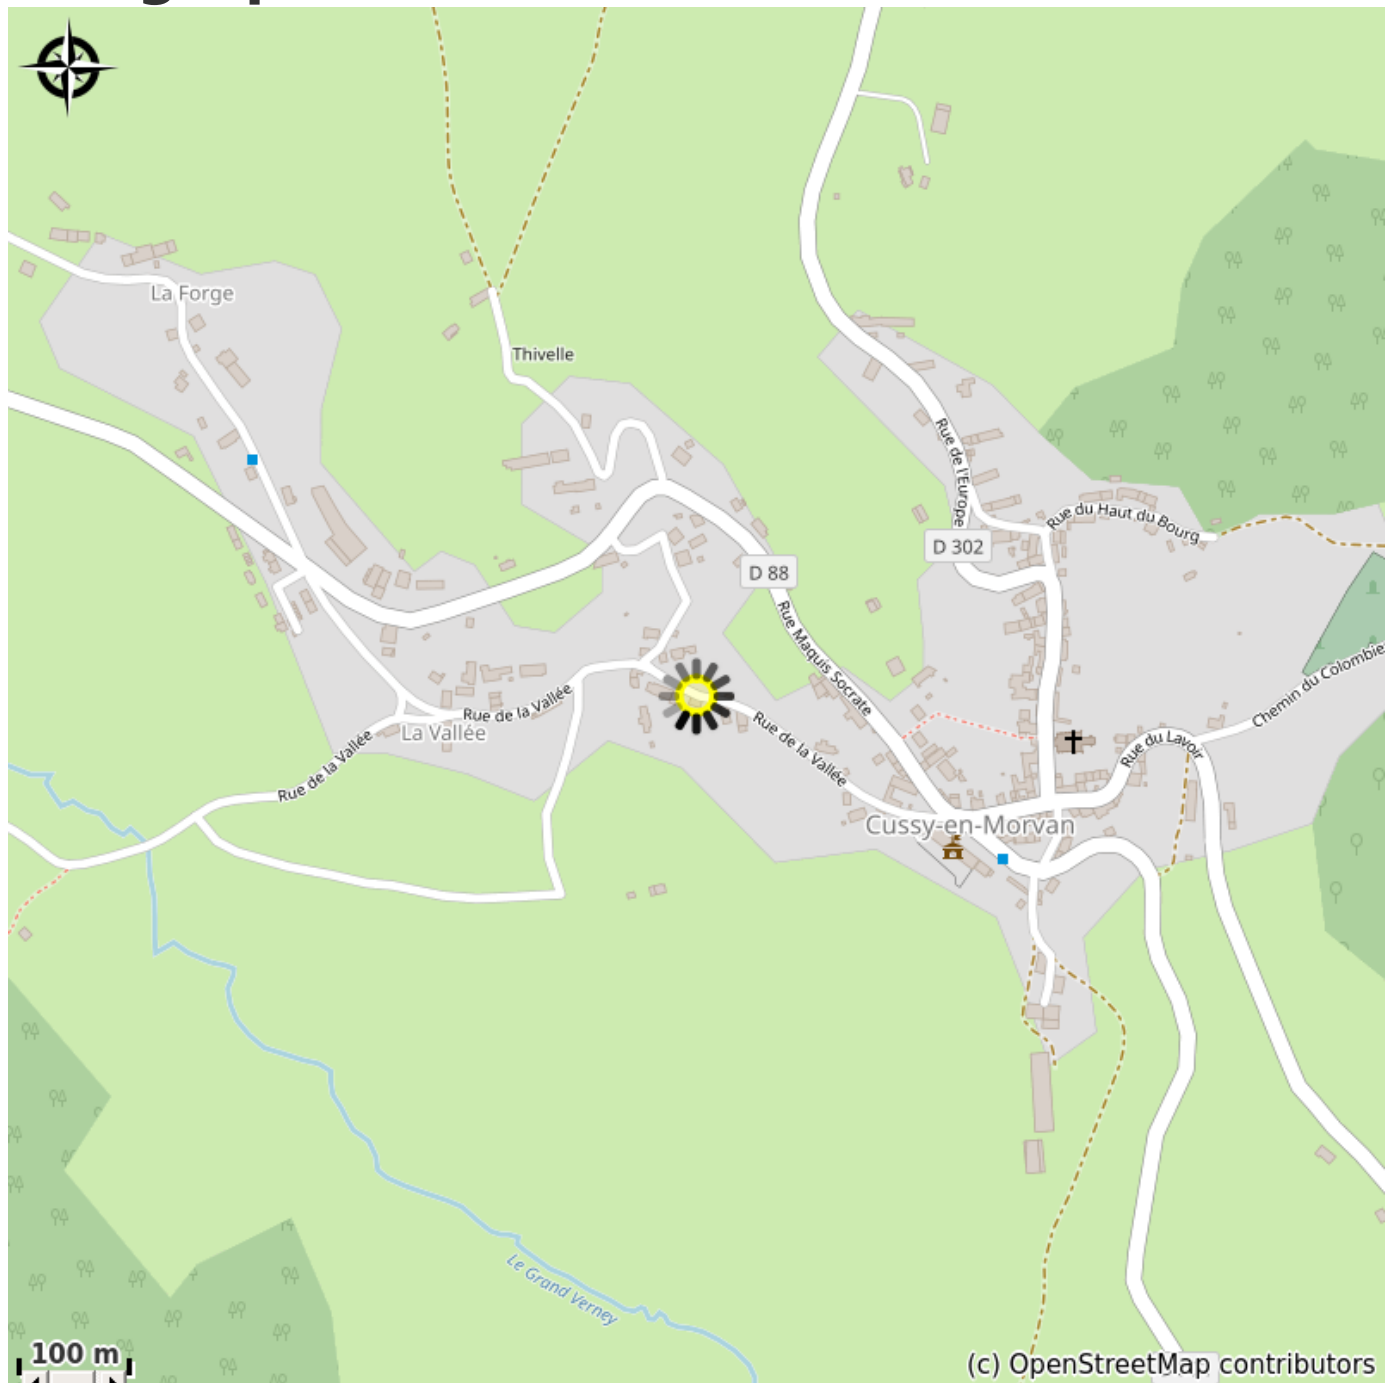 La Forge
Thivelle
Rue de l'Europe
Rue du Haut du Bourg
D 302
D 88
Rue Maquis Socrate
Chemin du Colombie
Rue de la Vallée
Rue de la Vallée
La Vallée
Rue de la Vallée
Rue du Lavoir
Cussy-en-Morvan
Le Grand Verney
100 m
(c) OpenStreetMap contributors